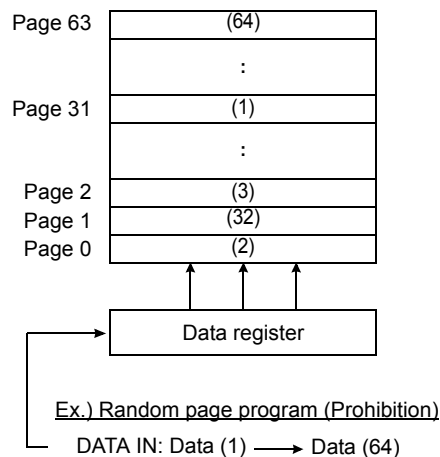 Page 63 (64)
:
Page 31 (1)
:
Page 2 (3)
Page 1 (32)
Page 0 (2)
Data register
Ex.) Random page program (Prohibition)
DATA IN: Data (1) → Data (64)